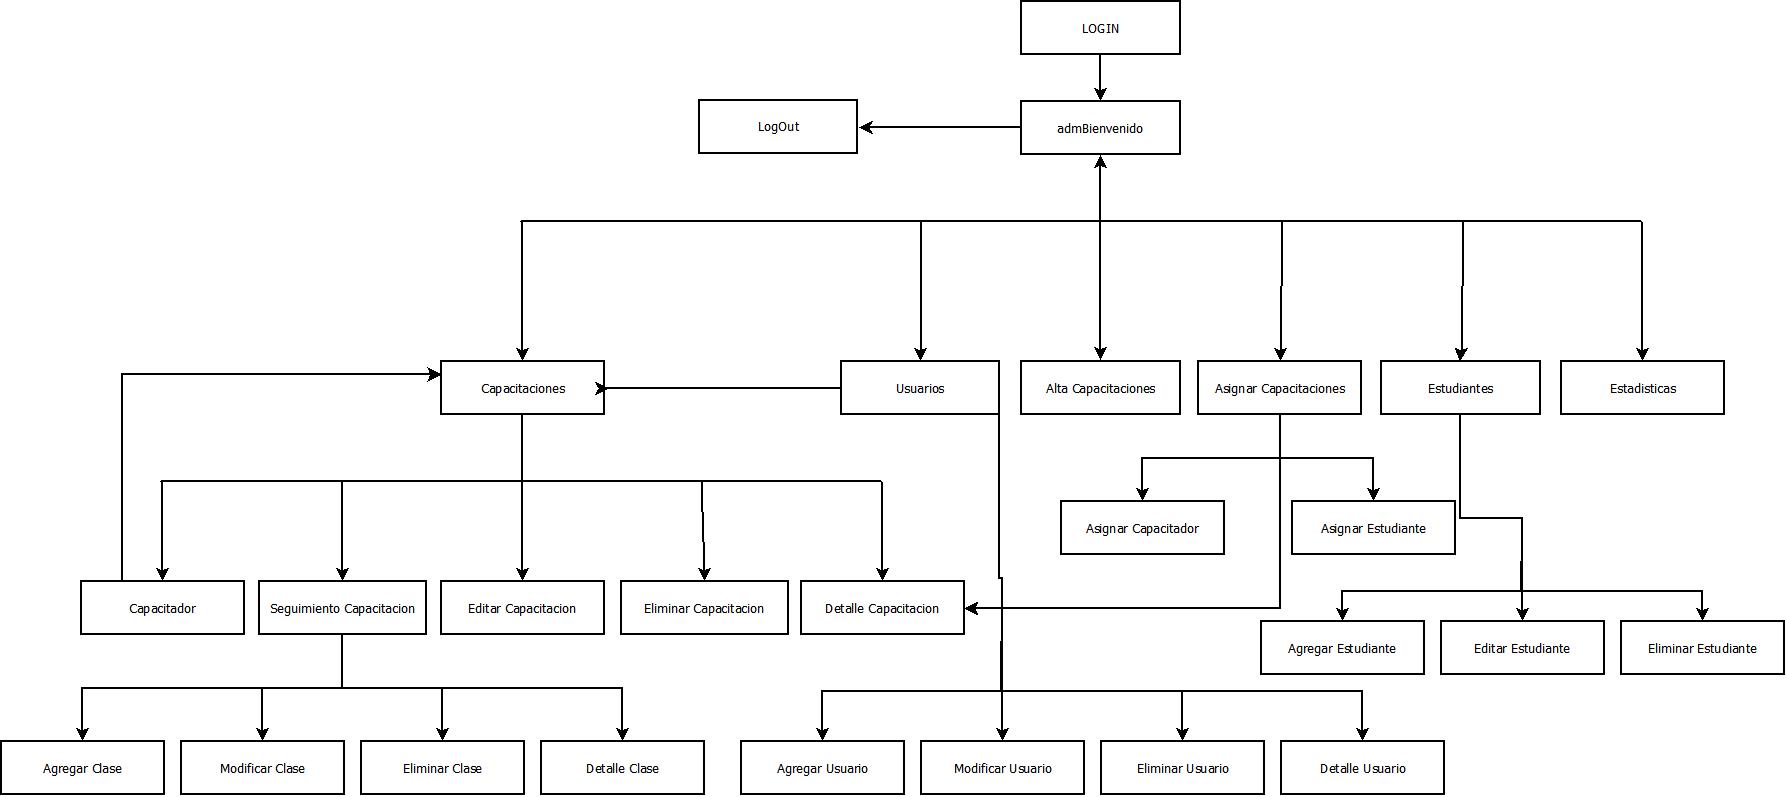 LOGIN
LogOut
admBienvenido
Capacitaciones
Usuarios
Alta Capacitaciones
Asignar Capacitaciones
Estudiantes
Estadisticas
Asignar Capacitador
Asignar Estudiante
Capacitador
Seguimiento Capacitacion
Editar Capacitacion
Eliminar Capacitacion
Detalle Capacitacion
Agregar Estudiante
Editar Estudiante
Eliminar Estudiante
Agregar Clase
Modificar Clase
Eliminar Clase
Detalle Clase
Agregar Usuario
Modificar Usuario
Eliminar Usuario
Detalle Usuario